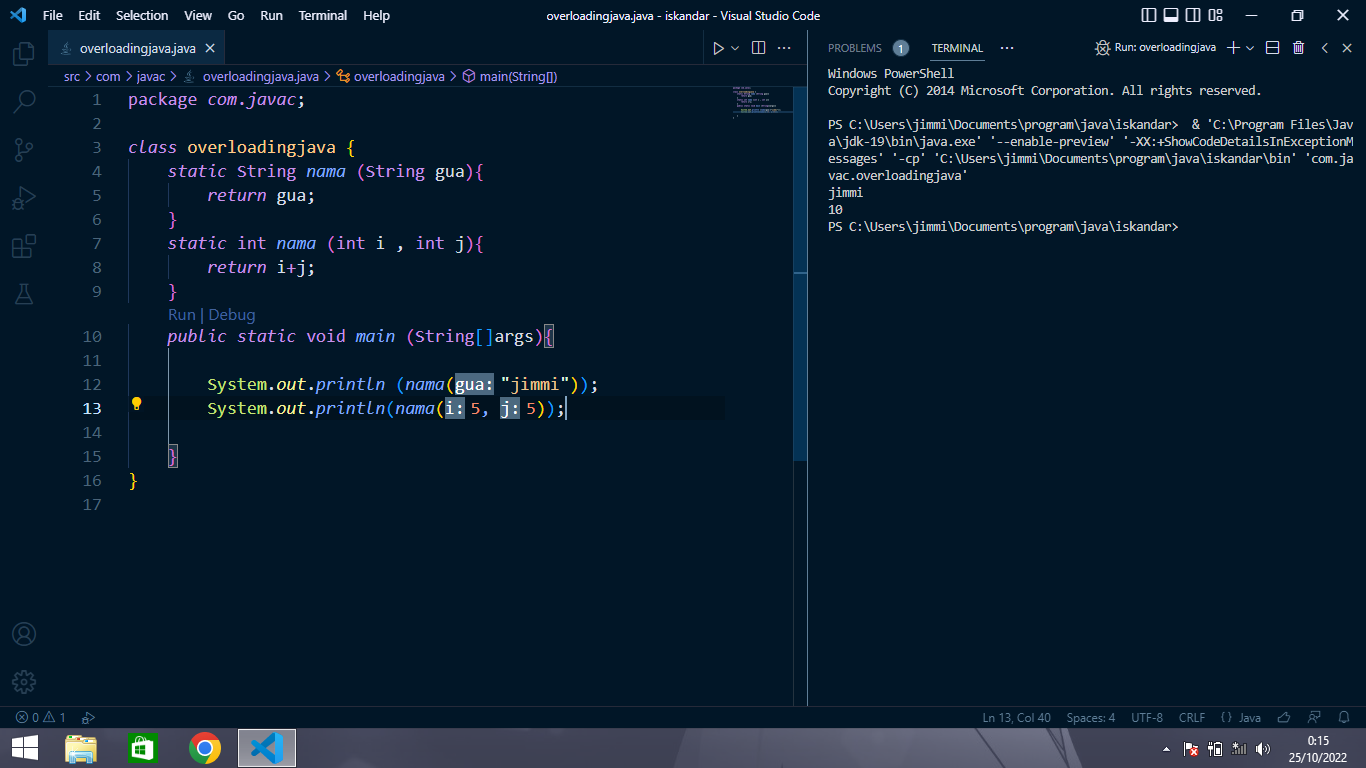 File Edit Selection View Go Run Terminal Help
overloadingjava.java - iskandar - Visual Studio Code
overloadingjava.java
src > com > javac > overloadingjava.java > overloadingjava > main(String[])
1 package com.javac;
2
3 class overloadingjava {
4 static String nama (String gua){
5 return gua;
6 }
7 static int nama (int i , int j){
8 return i+j;
9 }
Run | Debug
10 public static void main (String[]args){
11
12 System.out.println (nama(gua: "jimmi"));
13 System.out.println(nama(i: 5, j: 5));
14
15 }
16 }
17
PROBLEMS 1 TERMINAL ··· Run: overloadingjava
Windows PowerShell
Copyright (C) 2014 Microsoft Corporation. All rights reserved.
PS C:\Users\jimmi\Documents\program\java\iskandar>  & 'C:\Program Files\Jav
a\jdk-19\bin\java.exe' '--enable-preview' '-XX:+ShowCodeDetailsInExceptionM
essages' '-cp' 'C:\Users\jimmi\Documents\program\java\iskandar\bin' 'com.ja
vac.overloadingjava'
jimmi
10
PS C:\Users\jimmi\Documents\program\java\iskandar>
0 1
Ln 13, Col 40 Spaces: 4 UTF-8 CRLF {} Java
0:15
25/10/2022